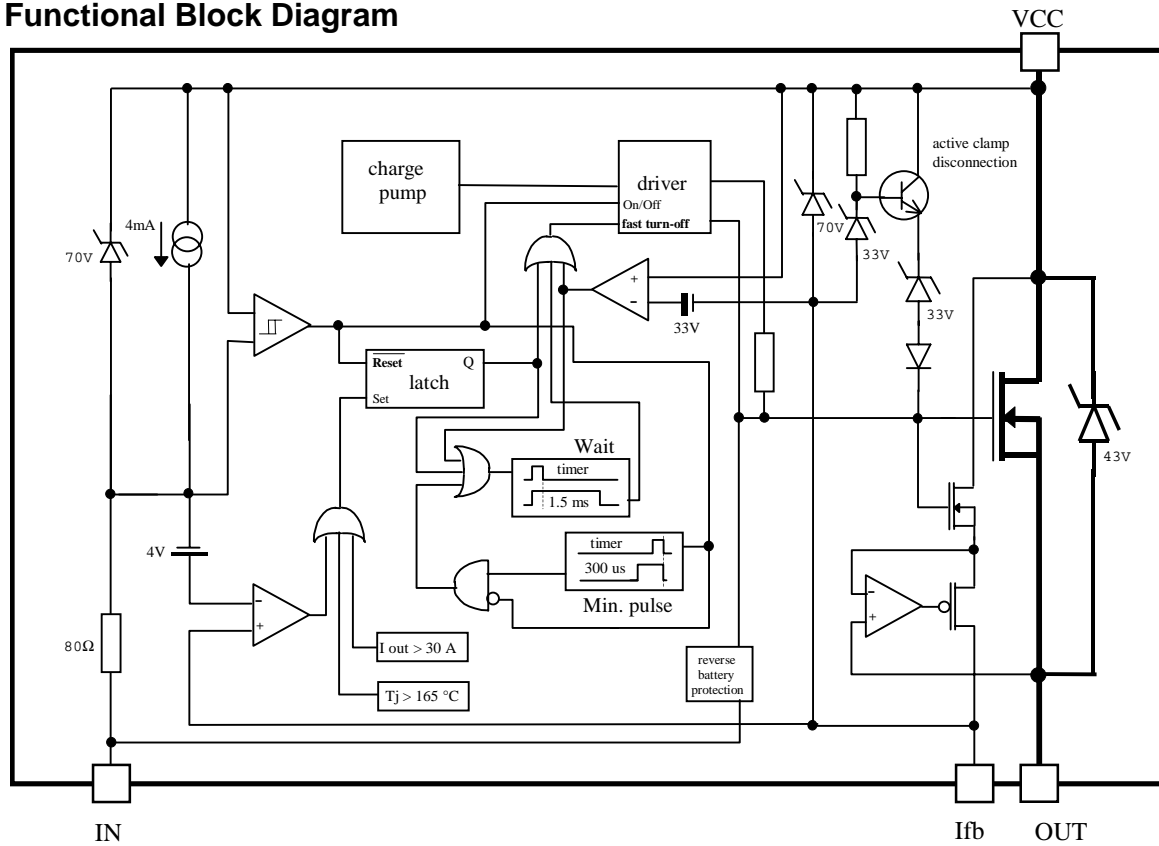 Functional Block Diagram
VCC
charge
pump
driver
On/Off
fast turn-off
active clamp
disconnection
4mA
70V
70V
33V
+
-
33V
33V
Reset
Q
latch
Set
43V
Wait
timer
1.5 ms
4V
timer
300 us
Min. pulse
-
+
-
+
80Ω
I out > 30 A
Tj > 165 °C
reverse
battery
protection
IN
Ifb
OUT